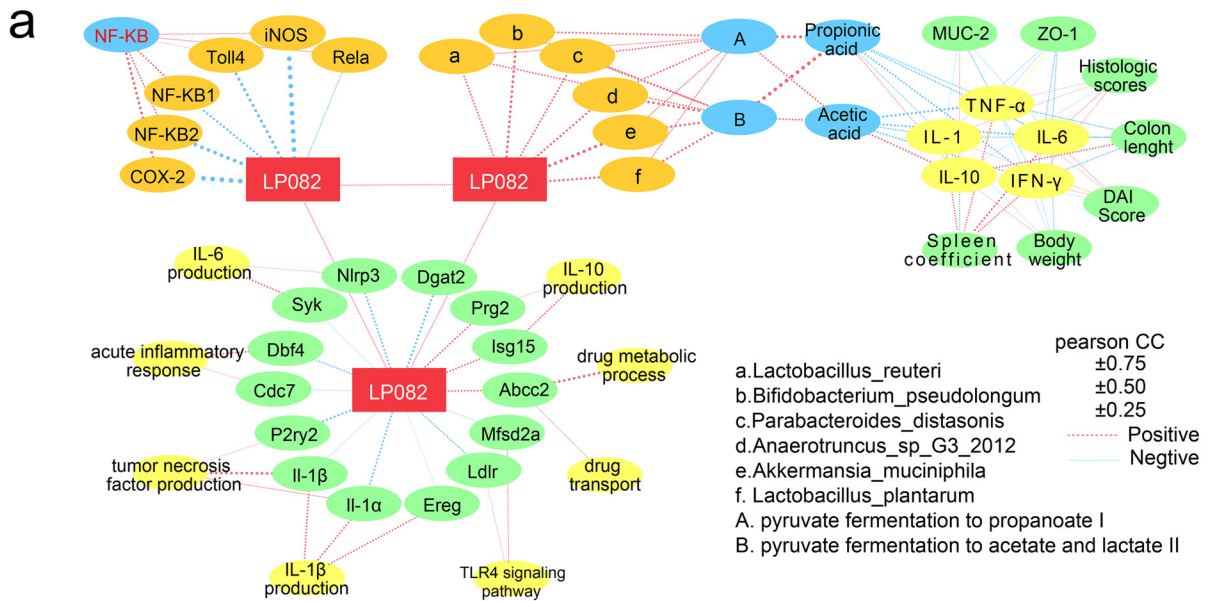 a
NF-KB
iNOS
Toll4
Rela
NF-KB1
NF-KB2
COX-2
LP082
b
a
c
d
e
f
LP082
A
B
Propionic
acid
Acetic
acid
MUC-2
ZO-1
Histologic
scores
TNF-α
IL-1
IL-6
Colon
lenght
IL-10
IFN-γ
DAI
Score
Spleen
coefficient
Body
weight
IL-6
production
Nlrp3
Dgat2
IL-10
production
Syk
Prg2
acute inflammatory
response
Dbf4
Isg15
drug metabolic
process
Cdc7
LP082
Abcc2
P2ry2
Mfsd2a
tumor necrosis
factor production
Il-1β
Ldlr
drug
transport
Il-1α
Ereg
IL-1β
production
TLR4 signaling
pathway
a.Lactobacillus_reuteri
b.Bifidobacterium_pseudolongum
c.Parabacteroides_distasonis
d.Anaerotruncus_sp_G3_2012
e.Akkermansia_muciniphila
f. Lactobacillus_plantarum
A. pyruvate fermentation to propanoate I
B. pyruvate fermentation to acetate and lactate II
pearson CC
±0.75
±0.50
±0.25
Positive
Negtive